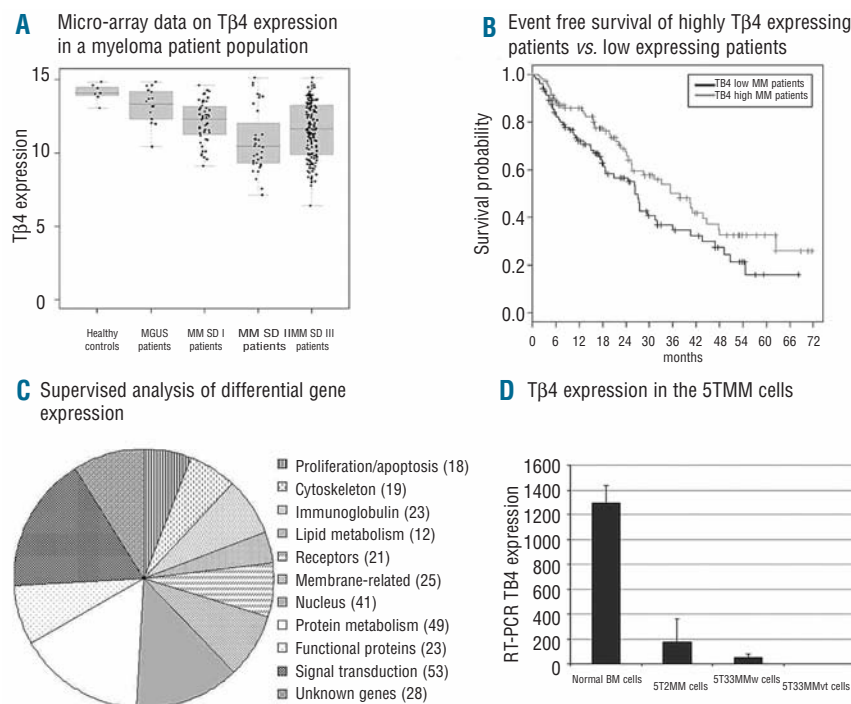 A Micro-array data on Tβ4 expression
in a myeloma patient population
Tβ4 expression
15
10
5
0
Healthy controls
MGUS patients
MM SD I patients
MM SD II patients
MM SD III patients
B Event free survival of highly Tβ4 expressing
patients vs. low expressing patients
Survival probability
1.0
0.8
0.6
0.4
0.2
0.0
TB4 low MM patients
TB4 high MM patients
0 6 12 18 24 30 36 42 48 54 60 66 72
months
C Supervised analysis of differential gene
expression
Proliferation/apoptosis (18)
Cytoskeleton (19)
Immunoglobulin (23)
Lipid metabolism (12)
Receptors (21)
Membrane-related (25)
Nucleus (41)
Protein metabolism (49)
Functional proteins (23)
Signal transduction (53)
Unknown genes (28)
D Tβ4 expression in the 5TMM cells
RT-PCR TB4 expression
1600
1400
1200
1000
800
600
400
200
0
Normal BM cells
5T2MM cells
5T33MMw cells
5T33MMvt cells